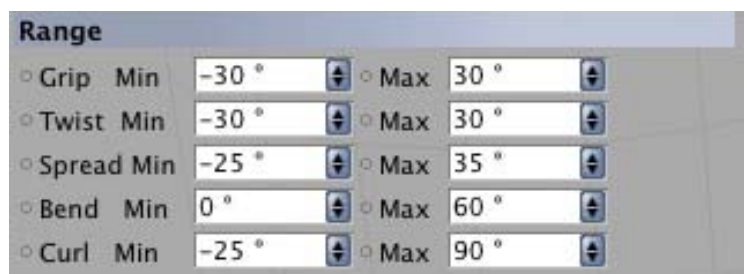 Range
Grip Min -30 ° Max 30 °
Twist Min -30 ° Max 30 °
Spread Min -25 ° Max 35 °
Bend Min 0 ° Max 60 °
Curl Min -25 ° Max 90 °